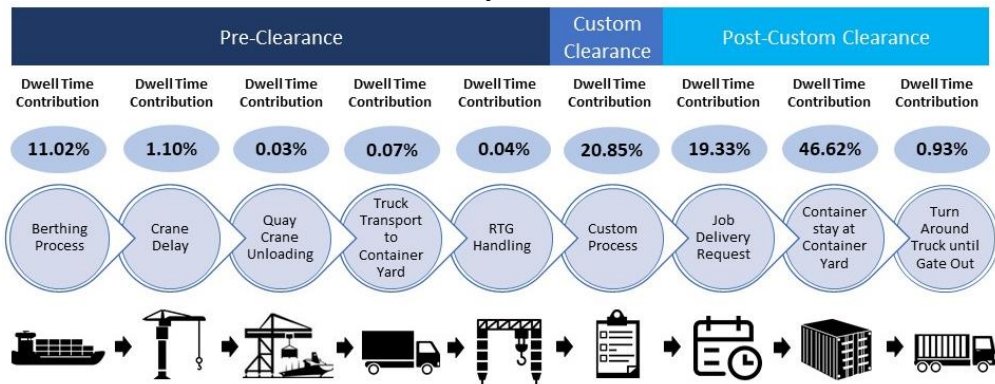 Pre-Clearance
Custom
Clearance
Post-Custom Clearance
Dwell Time
Contribution
Dwell Time
Contribution
Dwell Time
Contribution
Dwell Time
Contribution
Dwell Time
Contribution
Dwell Time
Contribution
Dwell Time
Contribution
Dwell Time
Contribution
Dwell Time
Contribution
11.02%
1.10%
0.03%
0.07%
0.04%
20.85%
19.33%
46.62%
0.93%
Berthing
Process
Crane
Delay
Quay
Crane
Unloading
Truck
Transport
to
Container
Yard
RTG
Handling
Custom
Process
Job
Delivery
Request
Container
stay at
Container
Yard
Turn
Around
Truck until
Gate Out